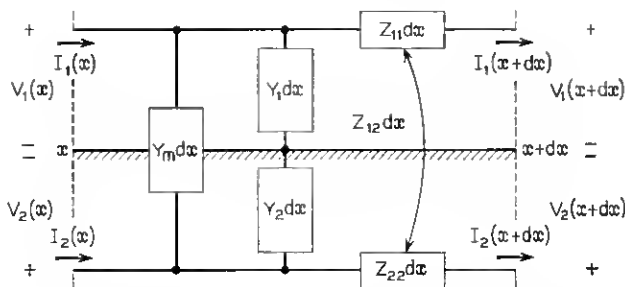 + Z₁₁dx +
I₁(x) I₁(x+dx)
V₁(x) Y₁dx V₁(x+dx)
Z₁₂dx
− x Yₘdx x+dx −
−
V₂(x) Y₂dx V₂(x+dx)
I₂(x) I₂(x+dx)
+ Z₂₂dx +